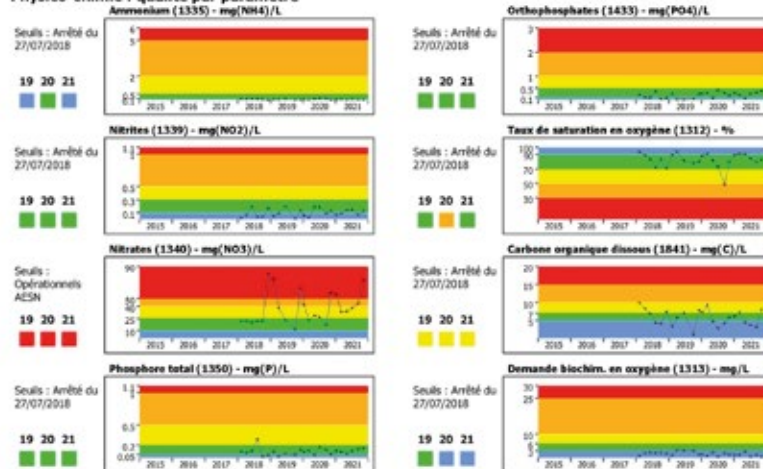 Ammonium (1335) - mg(NH4)/L
Seuils : Arrêté du
27/07/2018
19 20 21
6
5
2
0.5
0.1
2015 2016 2017 2018 2019 2020 2021
Orthophosphates (1433) - mg(PO4)/L
Seuils : Arrêté du
27/07/2018
19 20 21
3
2
1
0.5
0.1
2015 2016 2017 2018 2019 2020 2021
Nitrites (1339) - mg(NO2)/L
Seuils : Arrêté du
27/07/2018
19 20 21
1.1
1
0.5
0.3
0.1
2015 2016 2017 2018 2019 2020 2021
Taux de saturation en oxygène (1312) - %
Seuils : Arrêté du
27/07/2018
19 20 21
100
90
70
50
30
2015 2016 2017 2018 2019 2020 2021
Nitrates (1340) - mg(NO3)/L
Seuils :
Opérationnels
AESN
19 20 21
90
50
40
25
10
2015 2016 2017 2018 2019 2020 2021
Carbone organique dissous (1841) - mg(C)/L
Seuils : Arrêté du
27/07/2018
19 20 21
20
15
10
7
5
2015 2016 2017 2018 2019 2020 2021
Phosphore total (1350) - mg(P)/L
Seuils : Arrêté du
27/07/2018
19 20 21
1.1
1
0.5
0.2
0.05
2015 2016 2017 2018 2019 2020 2021
Demande biochim. en oxygène (1313) - mg/L
Seuils : Arrêté du
27/07/2018
19 20 21
30
25
10
6
3
2015 2016 2017 2018 2019 2020 2021